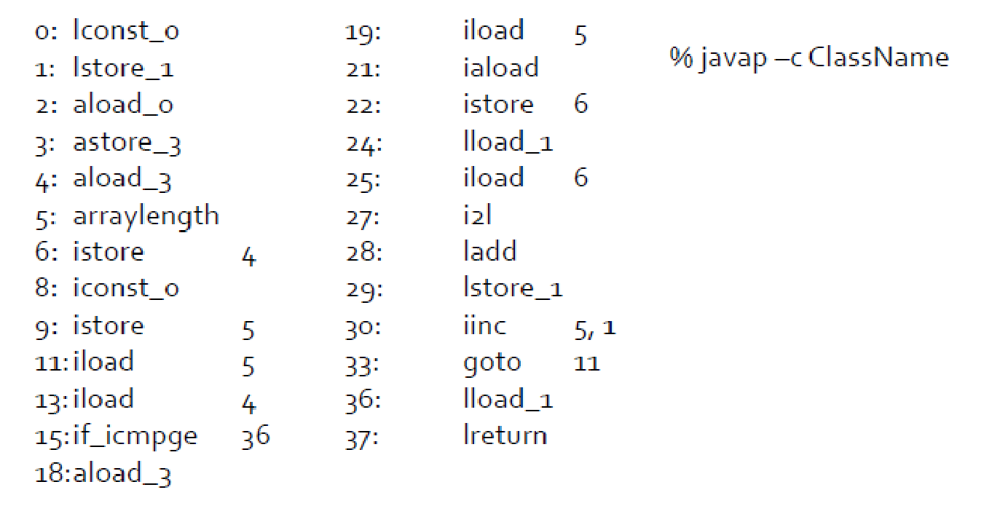 0: lconst_0
1: lstore_1
2: aload_0
3: astore_3
4: aload_3
5: arraylength
6: istore 4
8: iconst_0
9: istore 5
11:iload 5
13:iload 4
15:if_icmpge 36
18:aload_3
19: iload 5
21: iaload
22: istore 6
24: lload_1
25: iload 6
27: i2l
28: ladd
29: lstore_1
30: iinc 5, 1
33: goto 11
36: lload_1
37: lreturn
% javap –c ClassName